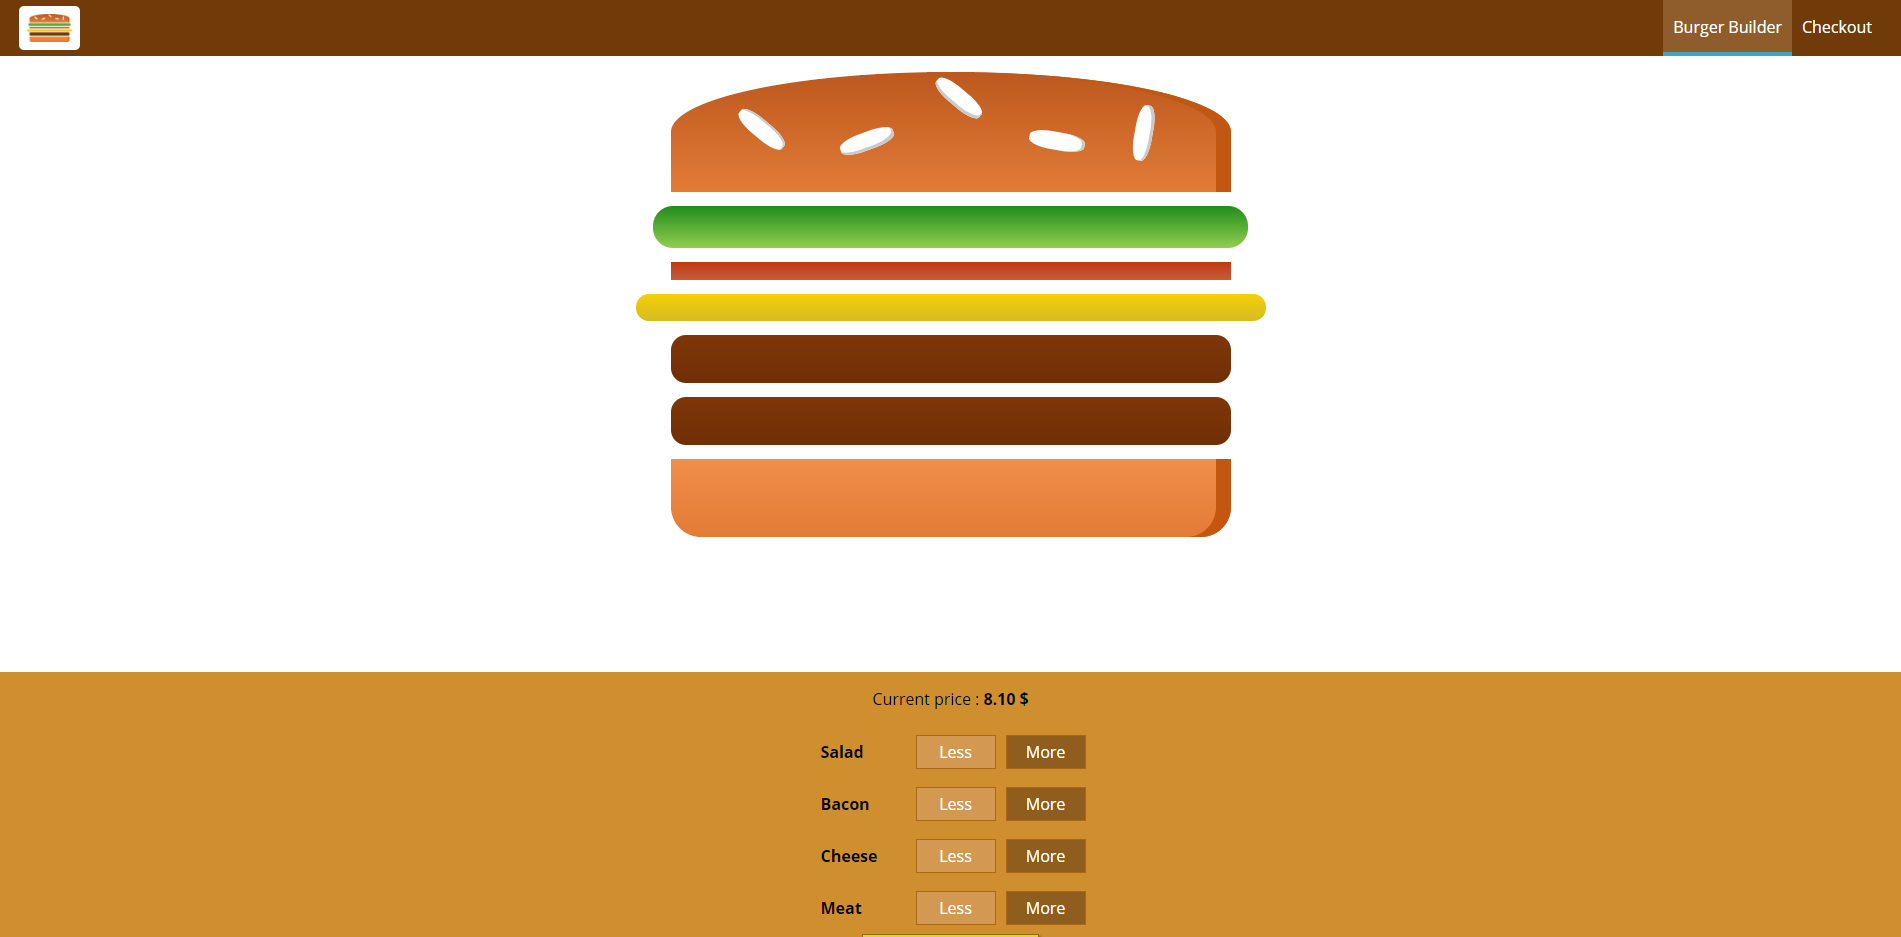 Burger Builder Checkout
Current price : 8.10 $
Salad Less More
Bacon Less More
Cheese Less More
Meat Less More